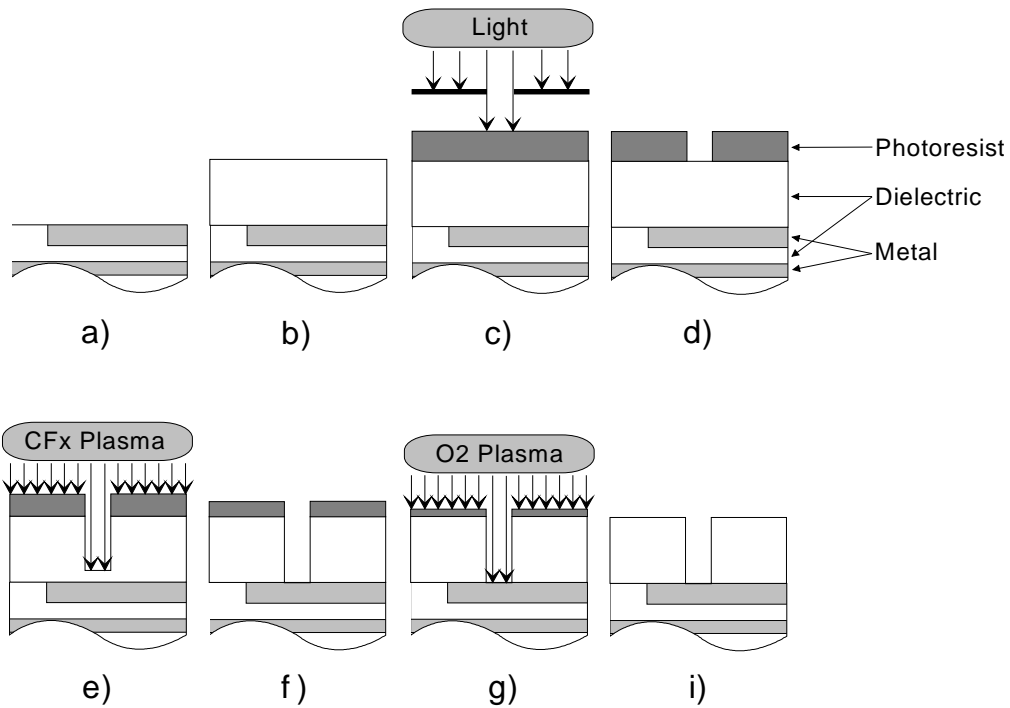 Light
Photoresist
Dielectric
Metal
a)
b)
c)
d)
CFx Plasma
O2 Plasma
e)
f)
g)
i)